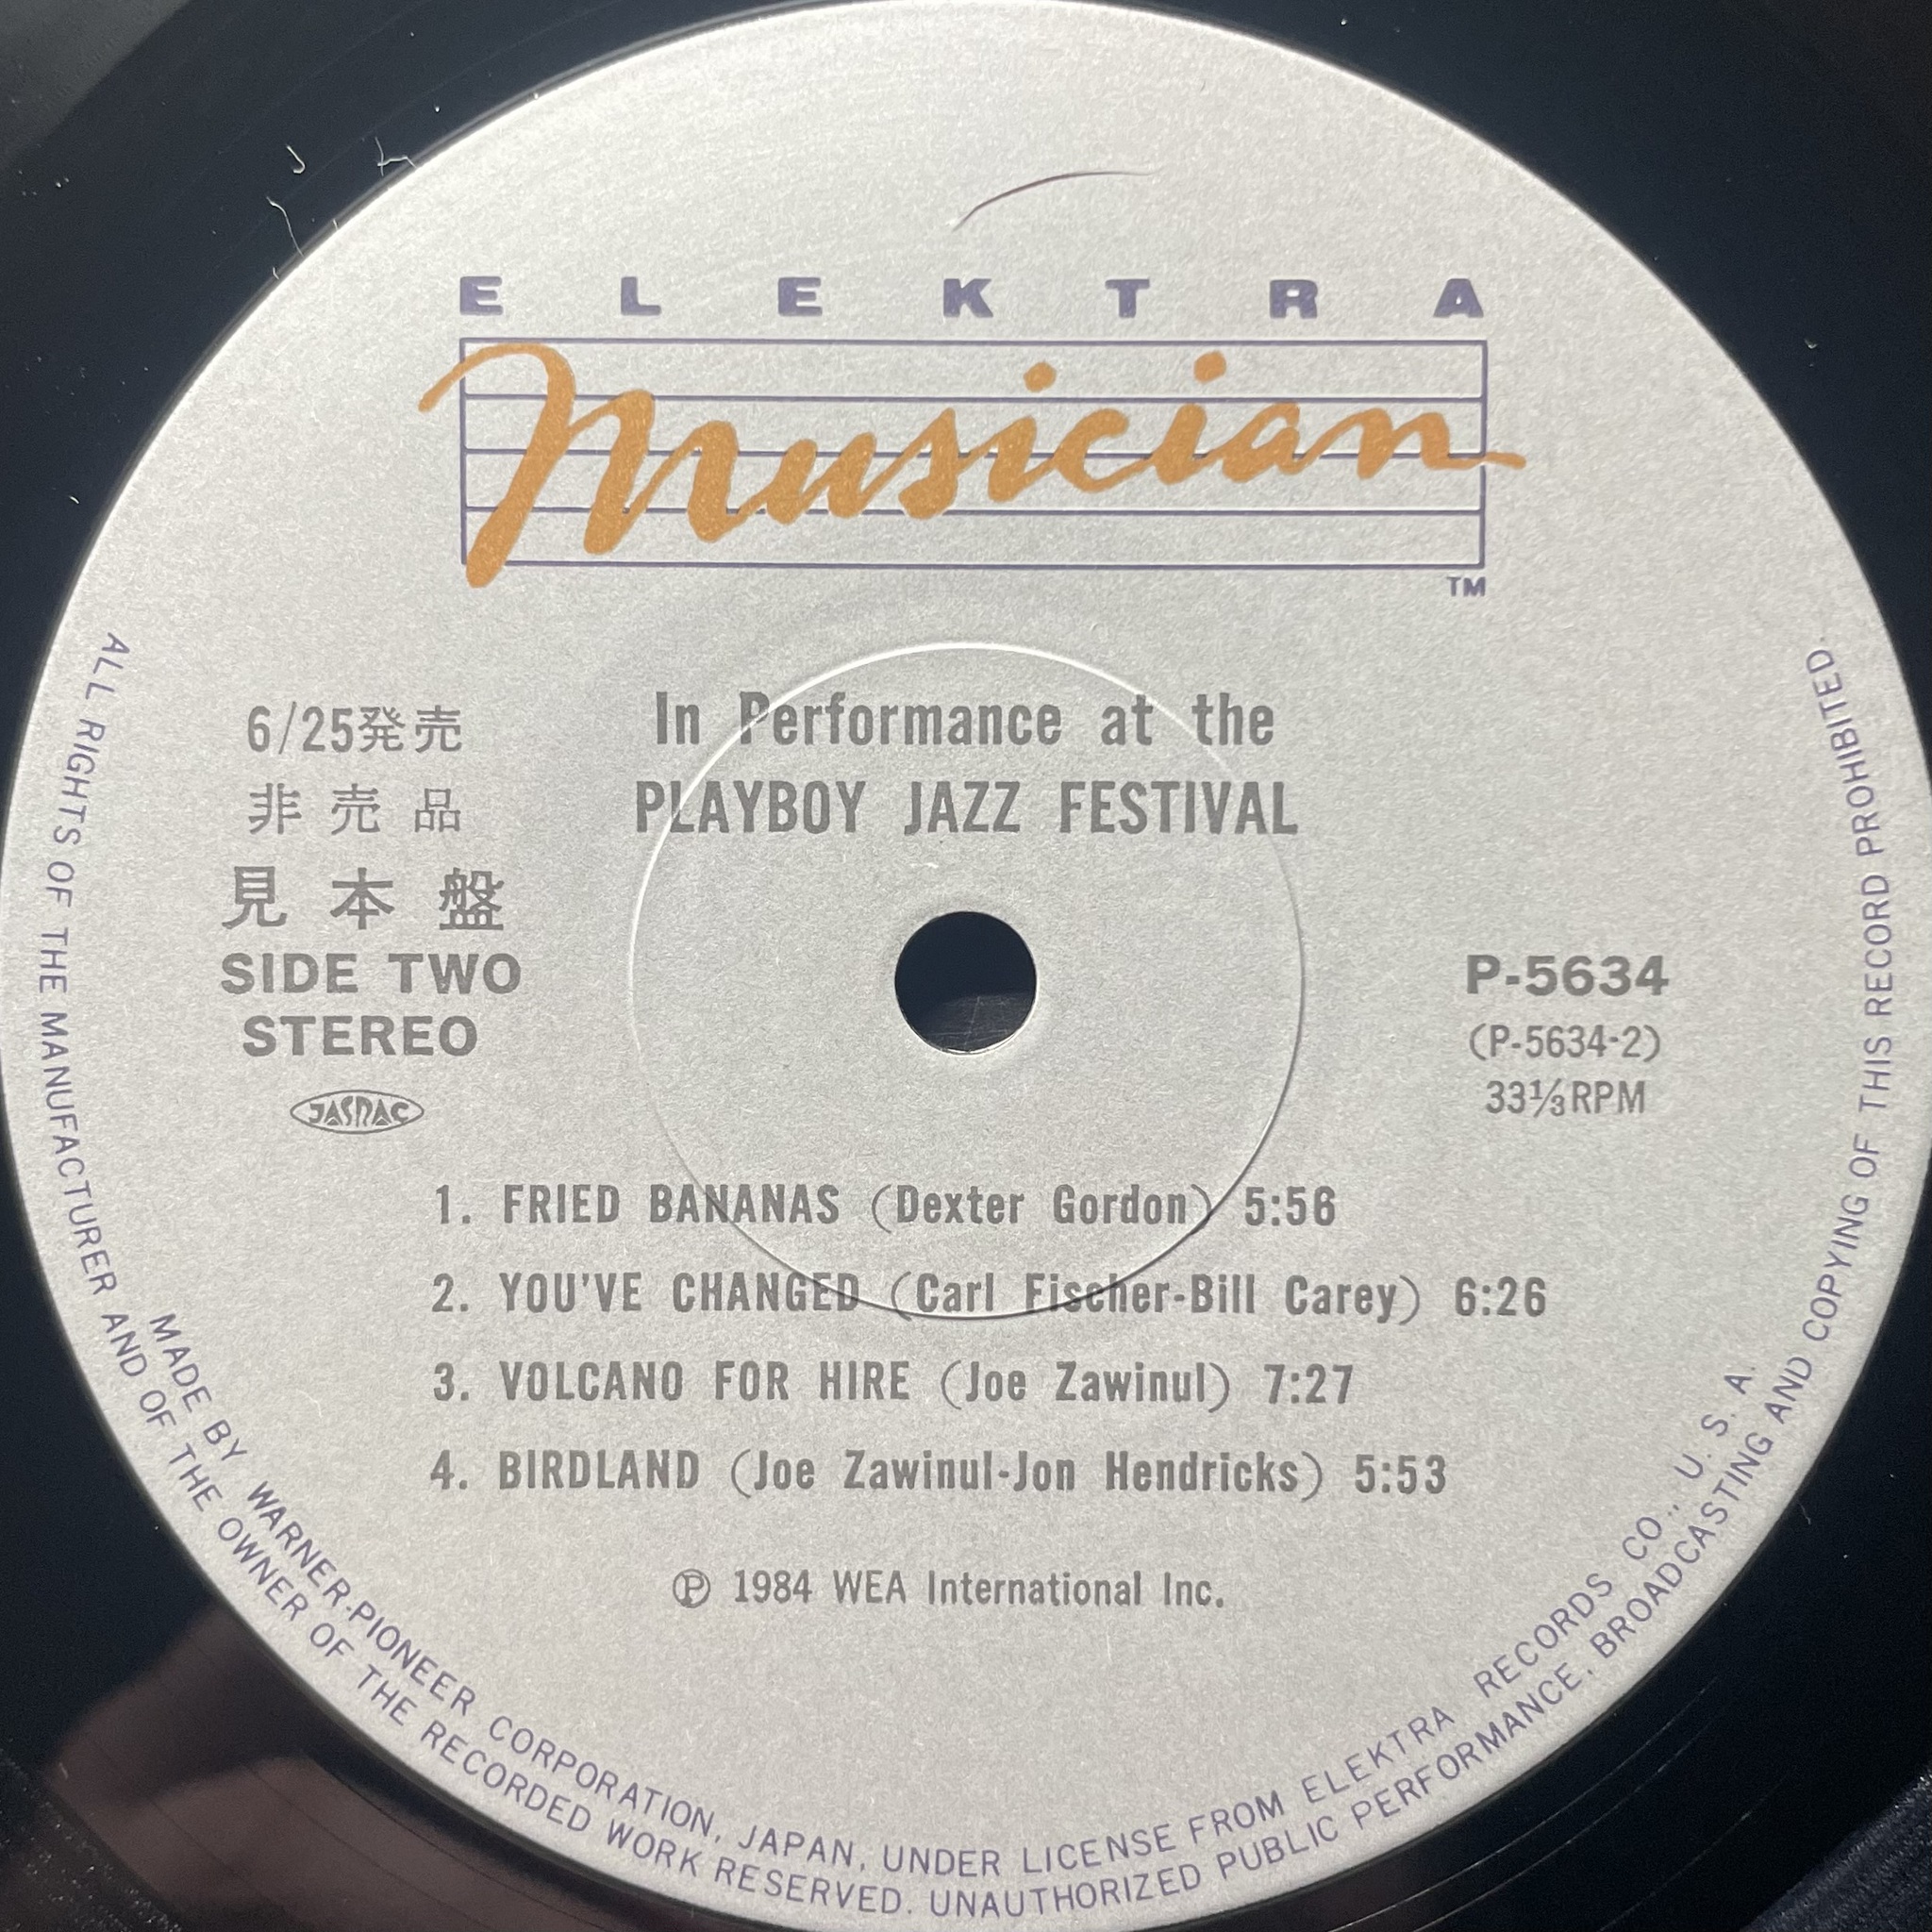 ELEKTRA
Musician
TM
In Performance at the
PLAYBOY JAZZ FESTIVAL
6/25発売
非売品
見本盤
SIDE TWO
STEREO
JASRAC
P-5634
(P-5634-2)
33⅓RPM
1. FRIED BANANAS (Dexter Gordon) 5:56
2. YOU'VE CHANGED (Carl Fischer-Bill Carey) 6:26
3. VOLCANO FOR HIRE (Joe Zawinul) 7:27
4. BIRDLAND (Joe Zawinul-Jon Hendricks) 5:53
Ⓟ 1984 WEA International Inc.
MADE BY WARNER-PIONEER CORPORATION, JAPAN, UNDER LICENSE FROM ELEKTRA RECORDS CO., U. S. A.
ALL RIGHTS OF THE MANUFACTURER AND OF THE OWNER OF THE RECORDED WORK RESERVED. UNAUTHORIZED PUBLIC PERFORMANCE, BROADCASTING AND COPYING OF THIS RECORD PROHIBITED.